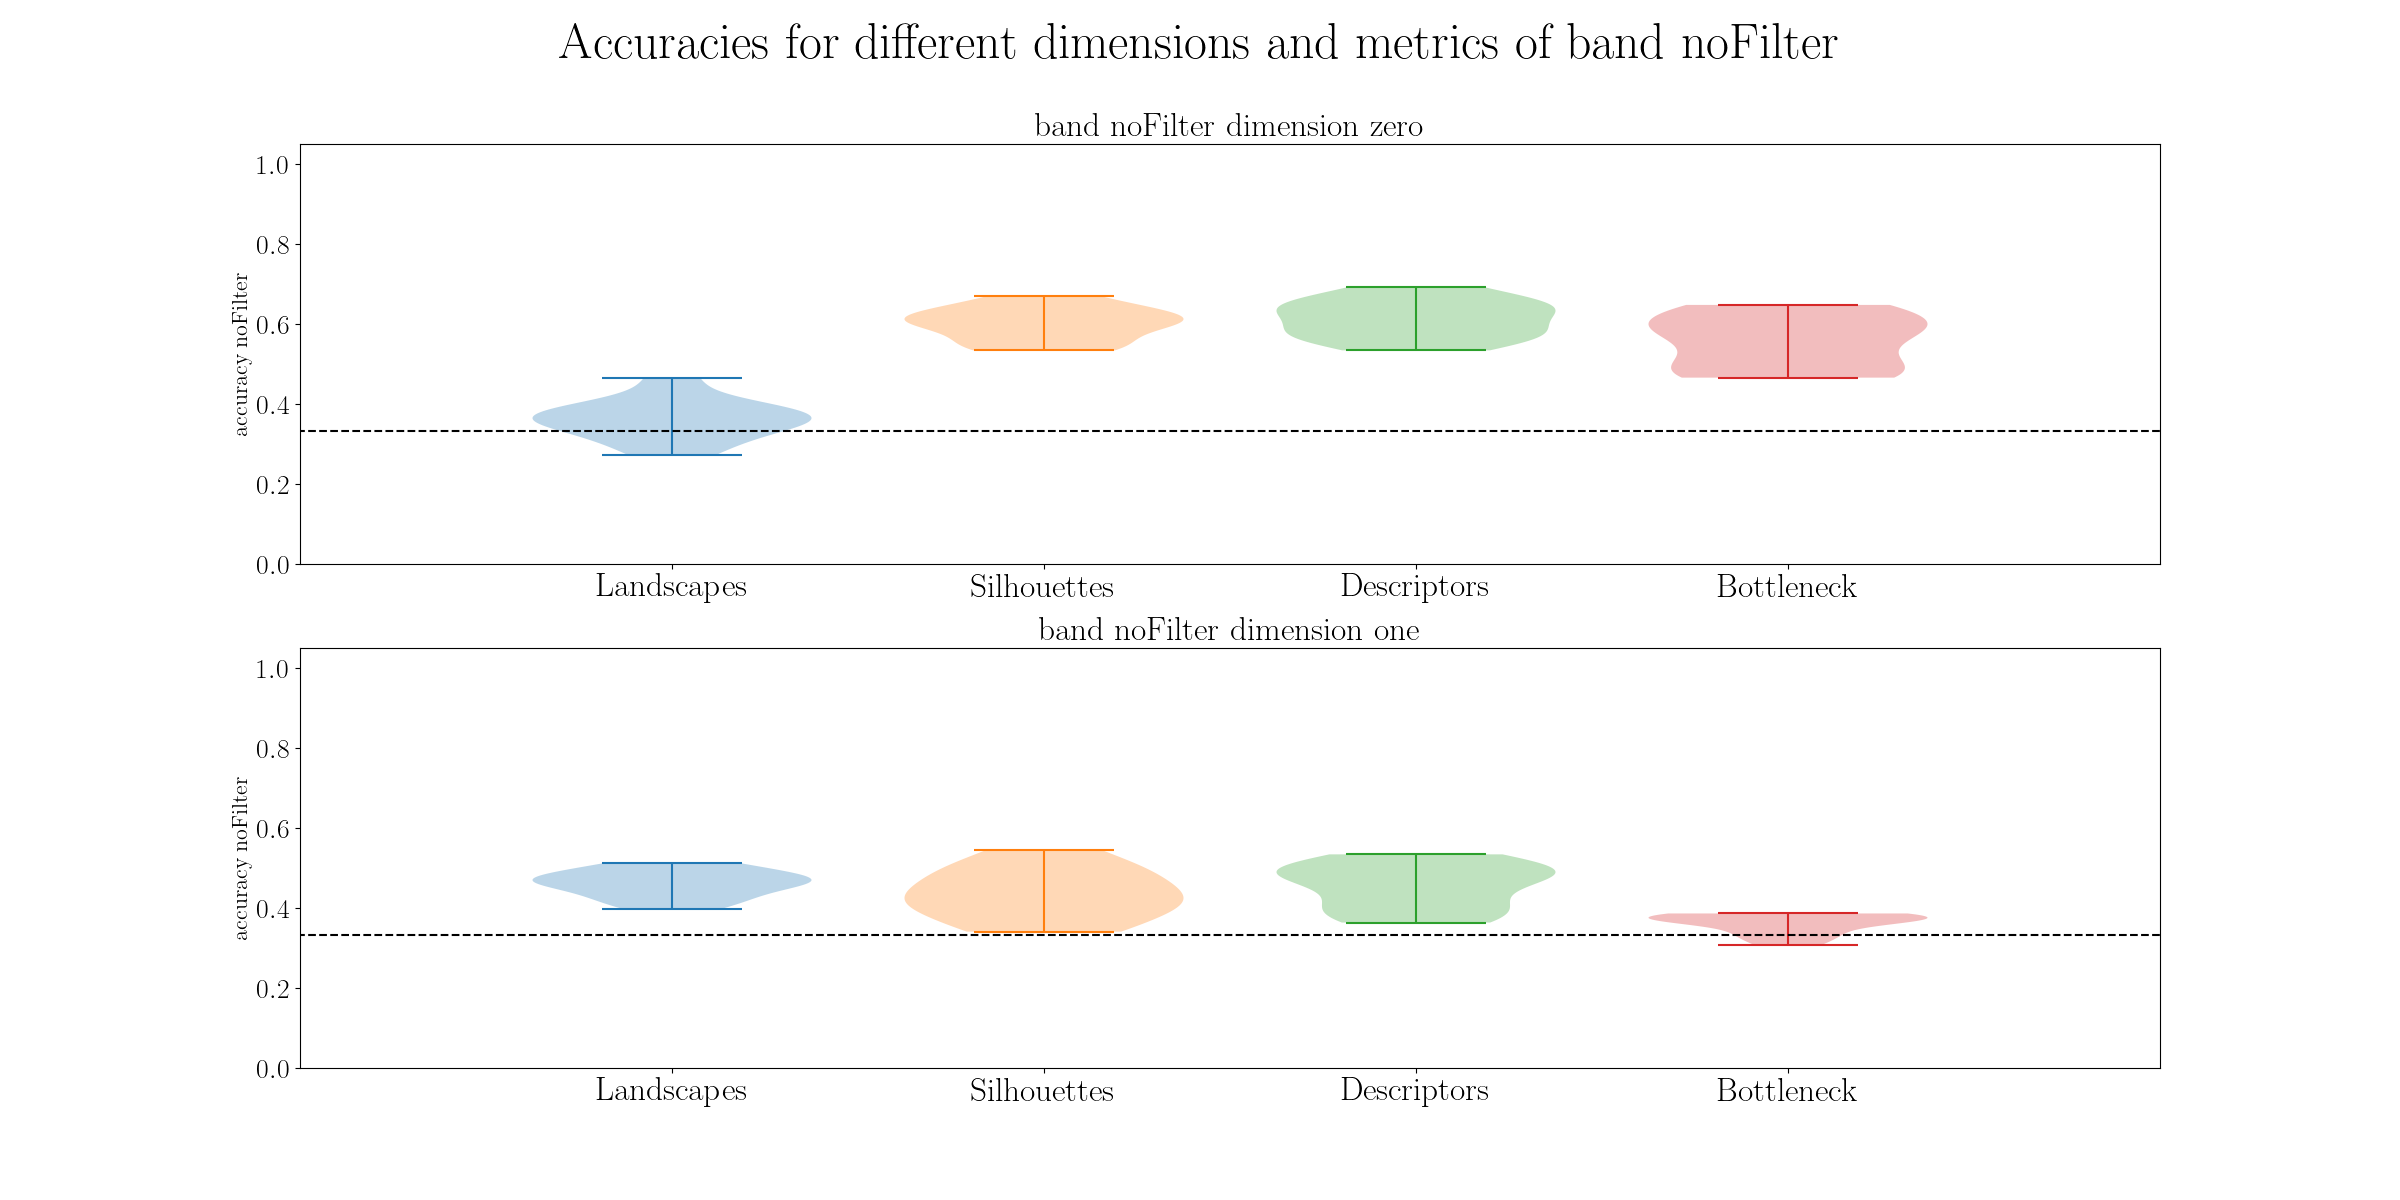 Accuracies for different dimensions and metrics of band noFilter
band noFilter dimension zero
accuracy noFilter
1.0
0.8
0.6
0.4
0.2
0.0
Landscapes Silhouettes Descriptors Bottleneck
band noFilter dimension one
accuracy noFilter
1.0
0.8
0.6
0.4
0.2
0.0
Landscapes Silhouettes Descriptors Bottleneck